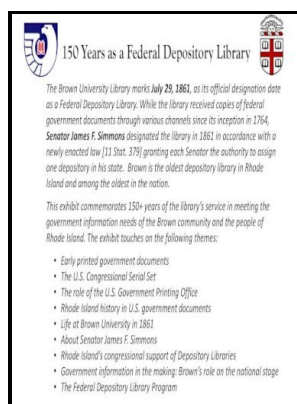 150 Years as a Federal Depository Library
The Brown University Library marks July 29, 1861, as its official designation date
as a Federal Depository Library. While the library received copies of federal
government documents through various channels since its inception in 1764,
Senator James F. Simmons designated the library in 1861 in accordance with a
newly enacted law [11 Stat. 379] granting each Senator the authority to assign
one depository in his state. Brown is the oldest depository library in Rhode
Island and among the oldest in the nation.
This exhibit commemorates 150+ years of the library's service in meeting the
government information needs of the Brown community and the people of
Rhode Island. The exhibit touches on the following themes:
• Early printed government documents
• The U.S. Congressional Serial Set
• The role of the U.S. Government Printing Office
• Rhode Island history in U.S. government documents
• Life at Brown University in 1861
• About Senator James F. Simmons
• Rhode Island's congressional support of Depository Libraries
• Government information in the making: Brown's role on the national stage
• The Federal Depository Library Program